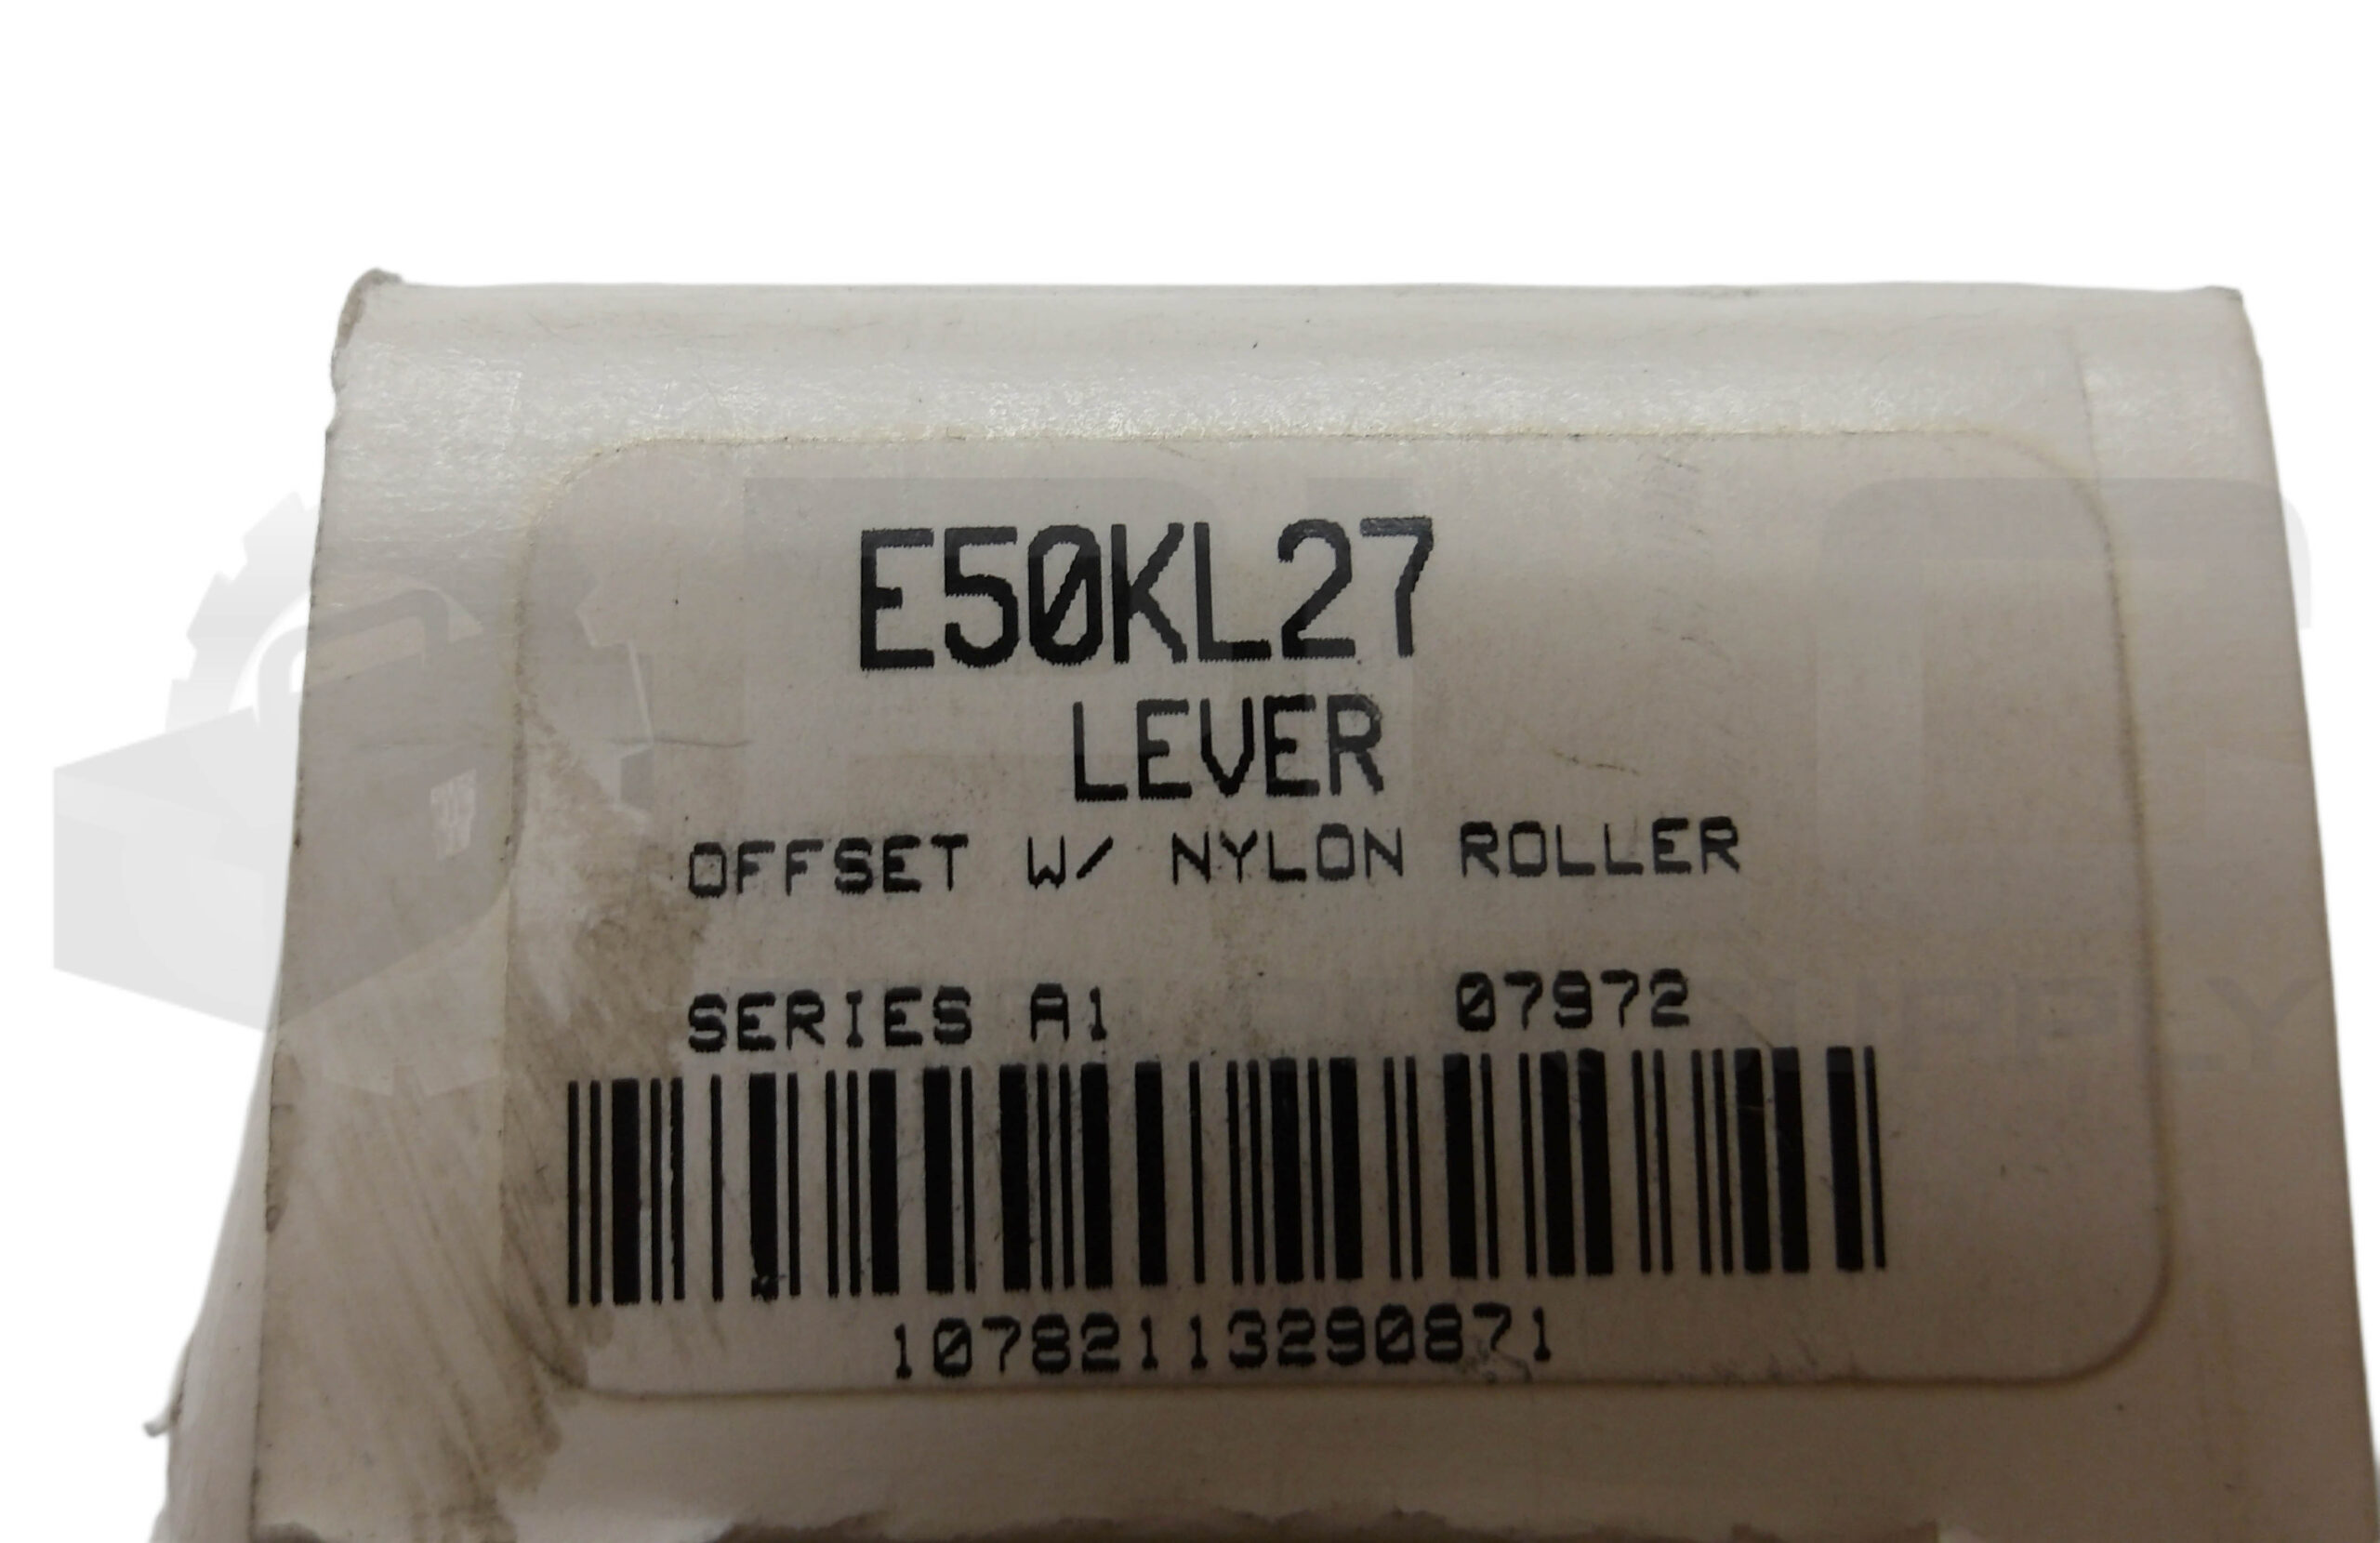 E50KL27
LEVER
OFFSET W/ NYLON ROLLER
SERIES A1 07972
10782113290871